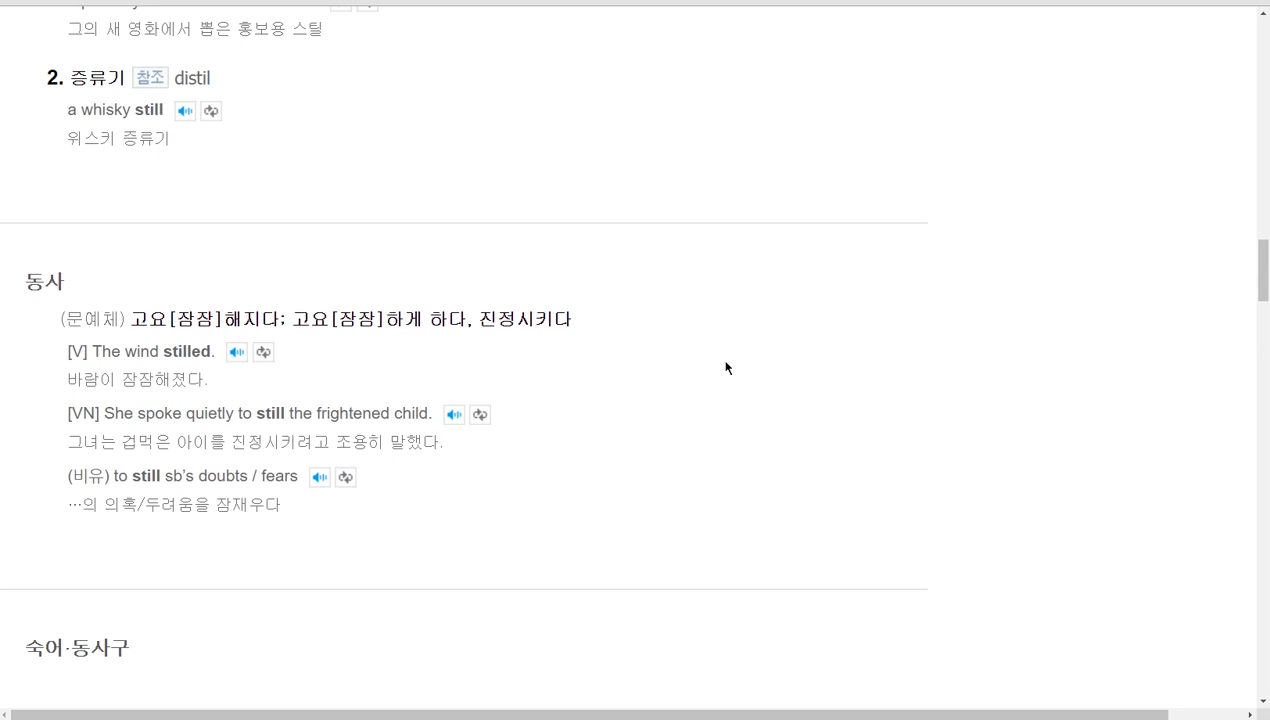 그의 새 영화에서 뽑은 홍보용 스틸
2. 증류기 참조 distil
a whisky still
위스키 증류기
동사
(문예체) 고요[잠잠]해지다; 고요[잠잠]하게 하다, 진정시키다
[V] The wind stilled.
바람이 잠잠해졌다.
[VN] She spoke quietly to still the frightened child.
그녀는 겁먹은 아이를 진정시키려고 조용히 말했다.
(비유) to still sb's doubts / fears
…의 의혹/두려움을 잠재우다
숙어·동사구